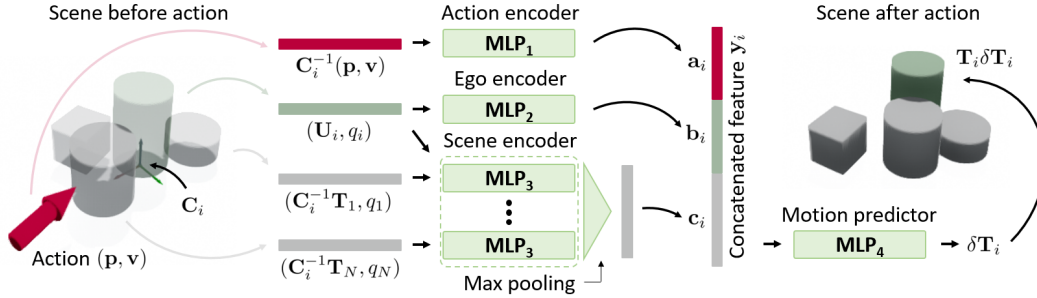 Scene before action
Action encoder
Scene after action
MLP₁
C_i^{-1}(p, v)
Ego encoder
MLP₂
(U_i, q_i)
Scene encoder
MLP₃
(C_i^{-1}T_1, q_1)
MLP₃
(C_i^{-1}T_N, q_N)
Max pooling
C_i
Action (p, v)
a_i
b_i
c_i
Concatenated feature y_i
Motion predictor
MLP₄
δT_i
T_iδT_i